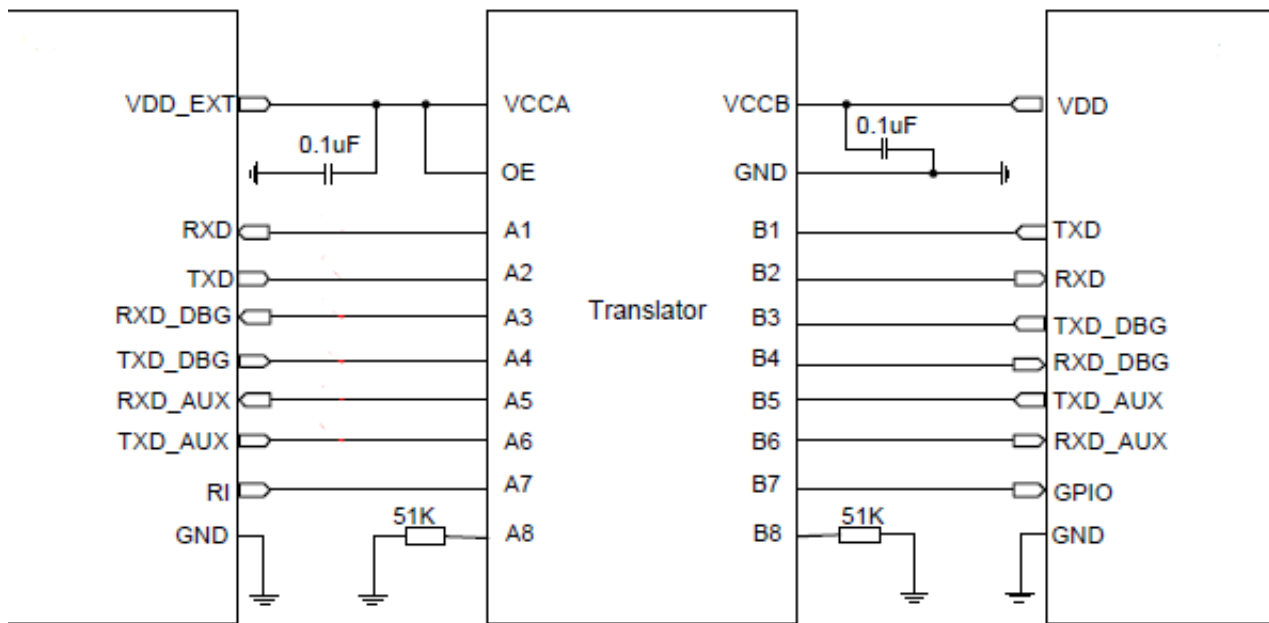 VDD_EXT VCCA VCCB VDD
0.1uF 0.1uF
OE GND
RXD A1 B1 TXD
TXD A2 B2 RXD
RXD_DBG A3 Translator B3 TXD_DBG
TXD_DBG A4 B4 RXD_DBG
RXD_AUX A5 B5 TXD_AUX
TXD_AUX A6 B6 RXD_AUX
RI A7 B7 GPIO
51K 51K
GND A8 B8 GND